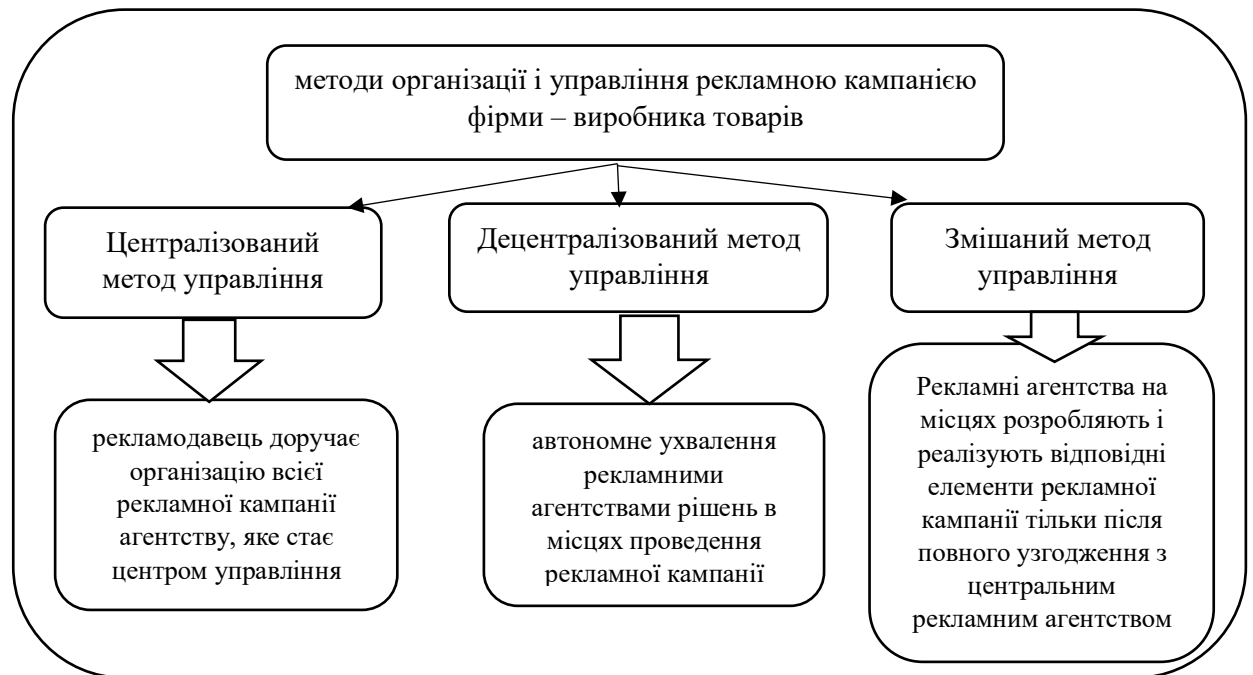 методи організації і управління рекламною кампанією
фірми – виробника товарів
Централізований
метод управління
Децентралізований метод
управління
Змішаний метод
управління
рекламодавець доручає
організацію всієї
рекламної кампанії
агентству, яке стає
центром управління
автономне ухвалення
рекламними
агентствами рішень в
місцях проведення
рекламної кампанії
Рекламні агентства на
місцях розробляють і
реалізують відповідні
елементи рекламної
кампанії тільки після
повного узгодження з
центральним
рекламним агентством